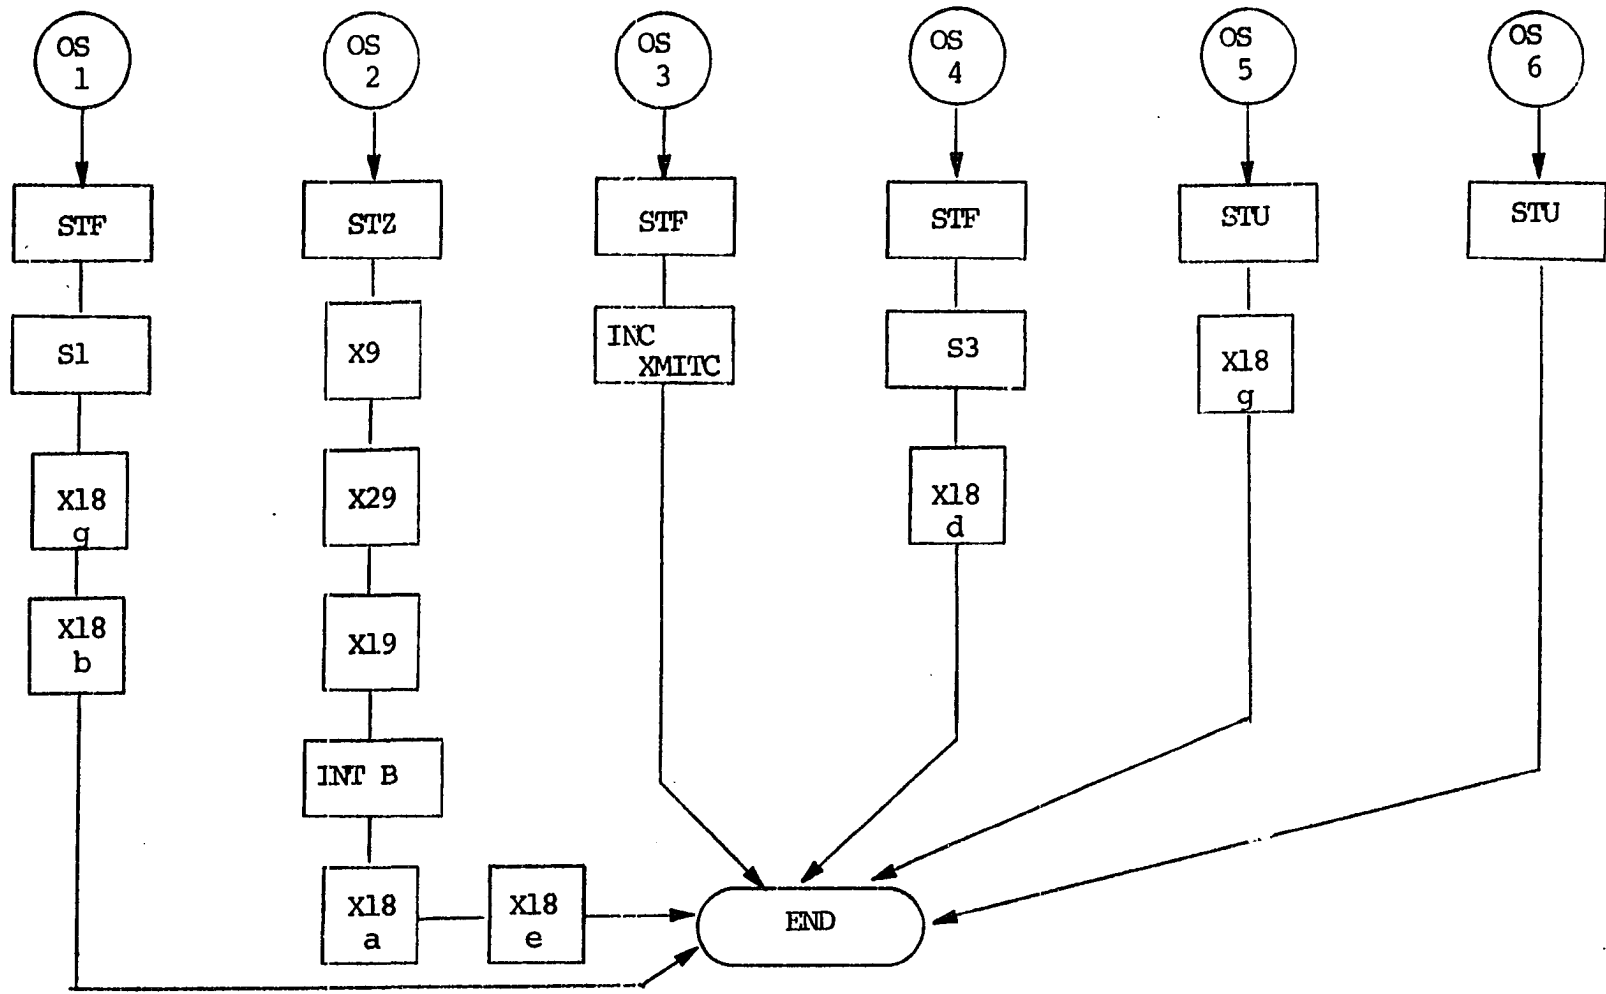 OS
1
OS
2
OS
3
OS
4
OS
5
OS
6
STF
STZ
STF
STF
STU
STU
S1
X9
INC
XMITC
S3
X18
g
X18
g
X29
X18
d
X18
b
X19
INT B
X18
a
X18
e
END